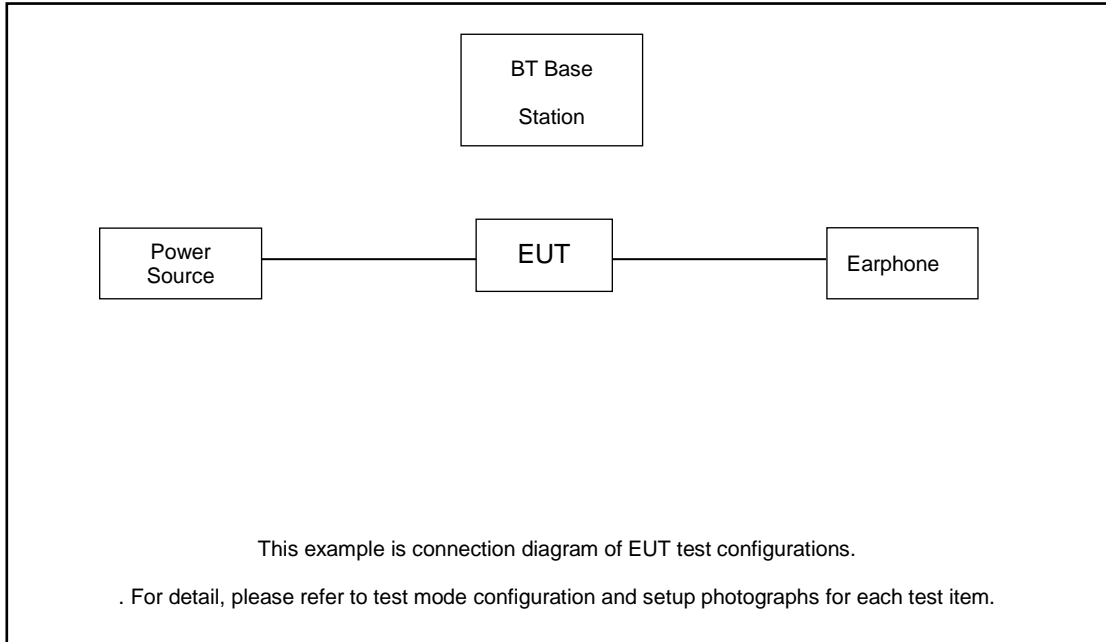 BT Base
Station
Power
Source
EUT
Earphone
This example is connection diagram of EUT test configurations.
. For detail, please refer to test mode configuration and setup photographs for each test item.